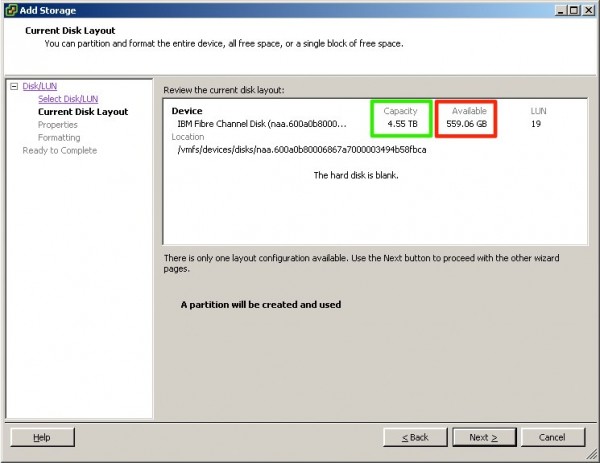 Add Storage
Current Disk Layout
You can partition and format the entire device, all free space, or a single block of free space.
Disk/LUN
Select Disk/LUN
Current Disk Layout
Properties
Formatting
Ready to Complete
Review the current disk layout:
Device Capacity Available LUN
IBM Fibre Channel Disk (naa.600a0b8000... 4.55 TB 559.06 GB 19
Location
/vmfs/devices/disks/naa.600a0b80006867a7000003494b58fbca
The hard disk is blank.
There is only one layout configuration available. Use the Next button to proceed with the other wizard
pages.
A partition will be created and used
Help < Back Next > Cancel